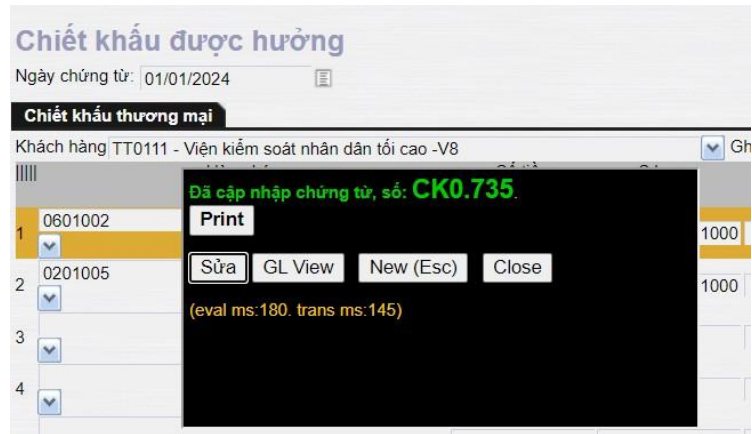 Chiết khấu được hưởng
Ngày chứng từ: 01/01/2024
Chiết khấu thương mại
Khách hàng TT0111 - Viện kiểm soát nhân dân tối cao -V8 Gh
Đã cập nhập chứng từ, số: CK0.735.
Print
1 0601002 1000
Sửa GL View New (Esc) Close
2 0201005 1000
(eval ms:180. trans ms:145)
3
4